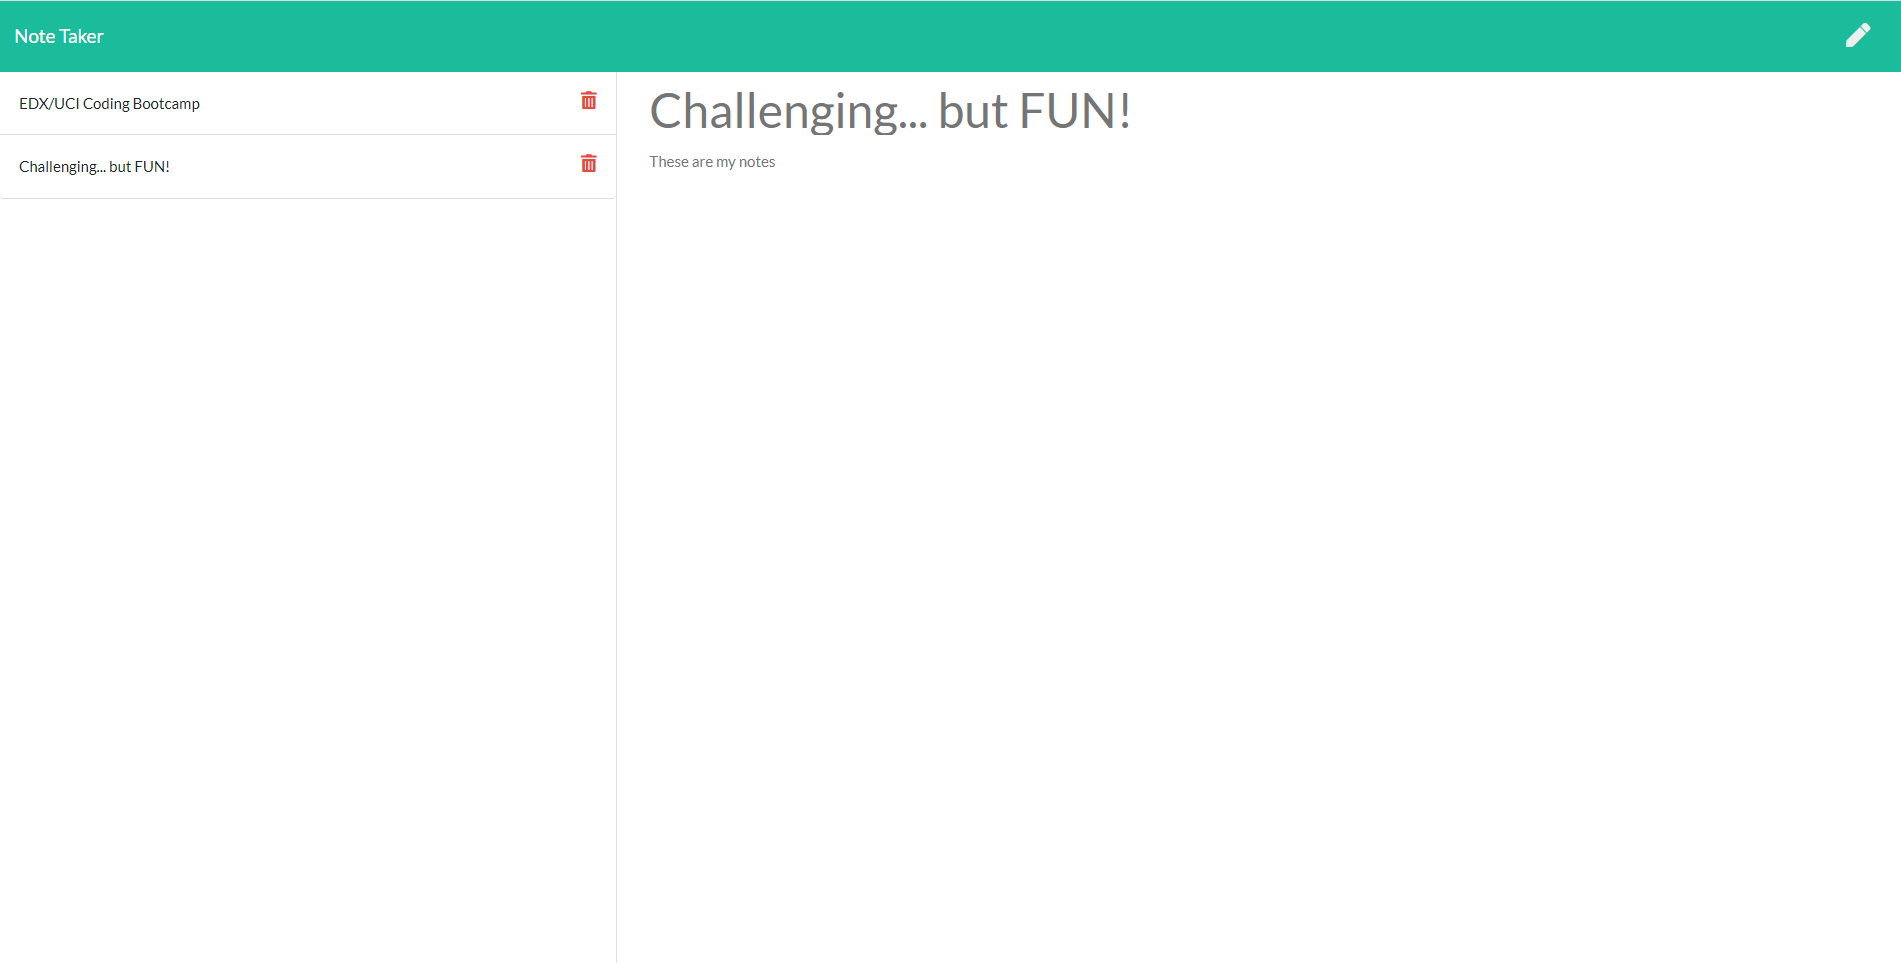 Note Taker
EDX/UCI Coding Bootcamp
Challenging... but FUN!
Challenging... but FUN!
These are my notes